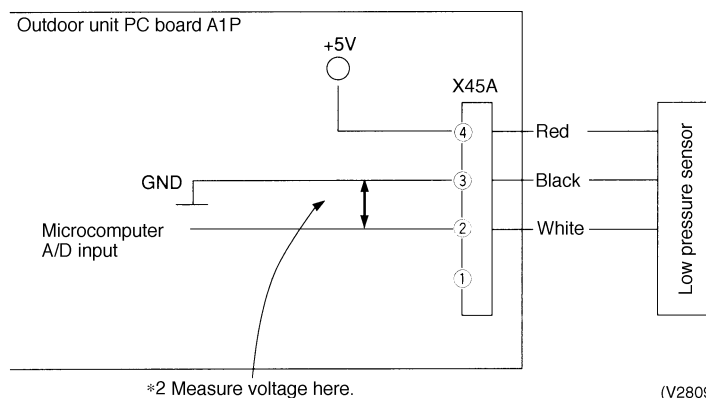 Outdoor unit PC board A1P
+5V
X45A
④ Red
GND ③ Black
Microcomputer
A/D input
② White
①
Low pressure sensor
*2 Measure voltage here.
(V2809